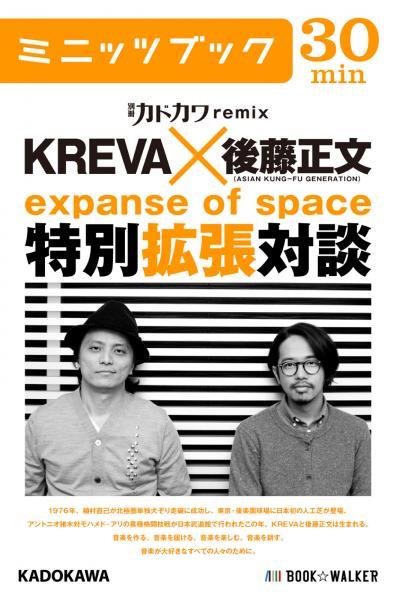 ミニッツブック
30
min
別冊カドカワremix
KREVA×後藤正文
(ASIAN KUNG-FU GENERATION)
expanse of space
特別拡張対談
1976年、植村直己が北極圏単独犬ぞり走破に成功し、東京・後楽園球場に日本初の人工芝が登場。
アントニオ猪木対モハメド・アリの異種格闘技戦が日本武道館で行われたこの年、KREVAと後藤正文は生まれる。
音楽を作る、音楽を届ける、音楽を楽しむ、音楽を耕す。
音楽が大好きなすべての人々のために。
KADOKAWA
BOOK☆WALKER